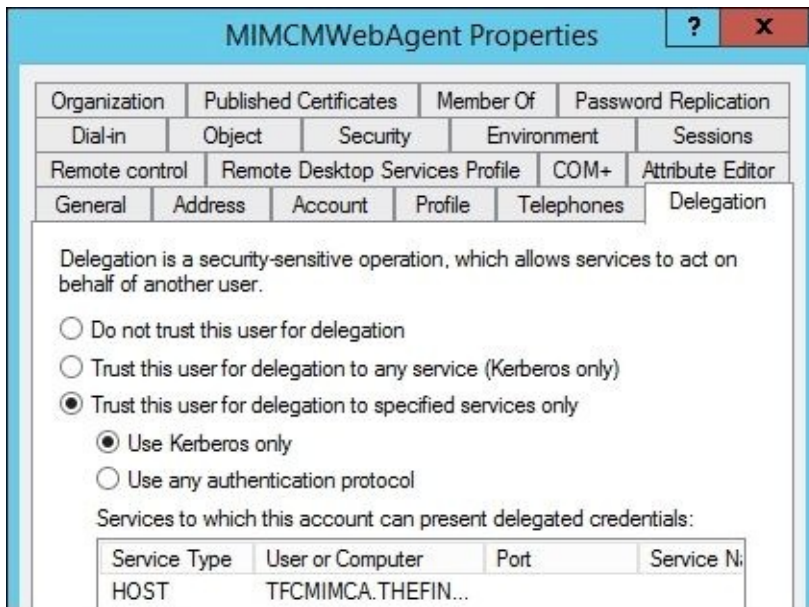 MIMCMWebAgent Properties
?
x
Organization
Published Certificates
Member Of
Password Replication
Dial-in
Object
Security
Environment
Sessions
Remote control
Remote Desktop Services Profile
COM+
Attribute Editor
General
Address
Account
Profile
Telephones
Delegation
Delegation is a security-sensitive operation, which allows services to act on
behalf of another user.
Do not trust this user for delegation
Trust this user for delegation to any service (Kerberos only)
Trust this user for delegation to specified services only
Use Kerberos only
Use any authentication protocol
Services to which this account can present delegated credentials:
Service Type
User or Computer
Port
Service Na
HOST
TFCMIMCA.THEFIN...